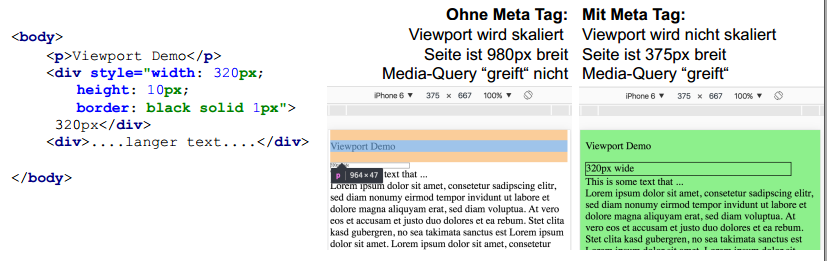 <body>
<p>Viewport Demo</p>
<div style="width: 320px;
height: 10px;
border: black solid 1px">
320px</div>
<div>....langer text....</div>
</body>
Ohne Meta Tag:
Viewport wird skaliert
Seite ist 980px breit
Media-Query “greift“ nicht
iPhone 6 ▼ 375 × 667 100% ▼
Viewport Demo
p 964×47
text that ...
Lorem ipsum dolor sit amet, consetetur sadipscing elitr,
sed diam nonumy eirmod tempor invidunt ut labore et
dolore magna aliquyam erat, sed diam voluptua. At vero
eos et accusam et justo duo dolores et ea rebum. Stet clita
kasd gubergren, no sea takimata sanctus est Lorem ipsum
dolor sit amet. Lorem ipsum dolor sit amet, consetetur
Mit Meta Tag:
Viewport wird nicht skaliert
Seite ist 375px breit
Media-Query “greift“
iPhone 6 ▼ 375 × 667 100% ▼
Viewport Demo
320px wide
This is some text that ...
Lorem ipsum dolor sit amet, consetetur sadipscing elitr,
sed diam nonumy eirmod tempor invidunt ut labore et
dolore magna aliquyam erat, sed diam voluptua. At vero
eos et accusam et justo duo dolores et ea rebum. Stet clita
kasd gubergren, no sea takimata sanctus est Lorem ipsum